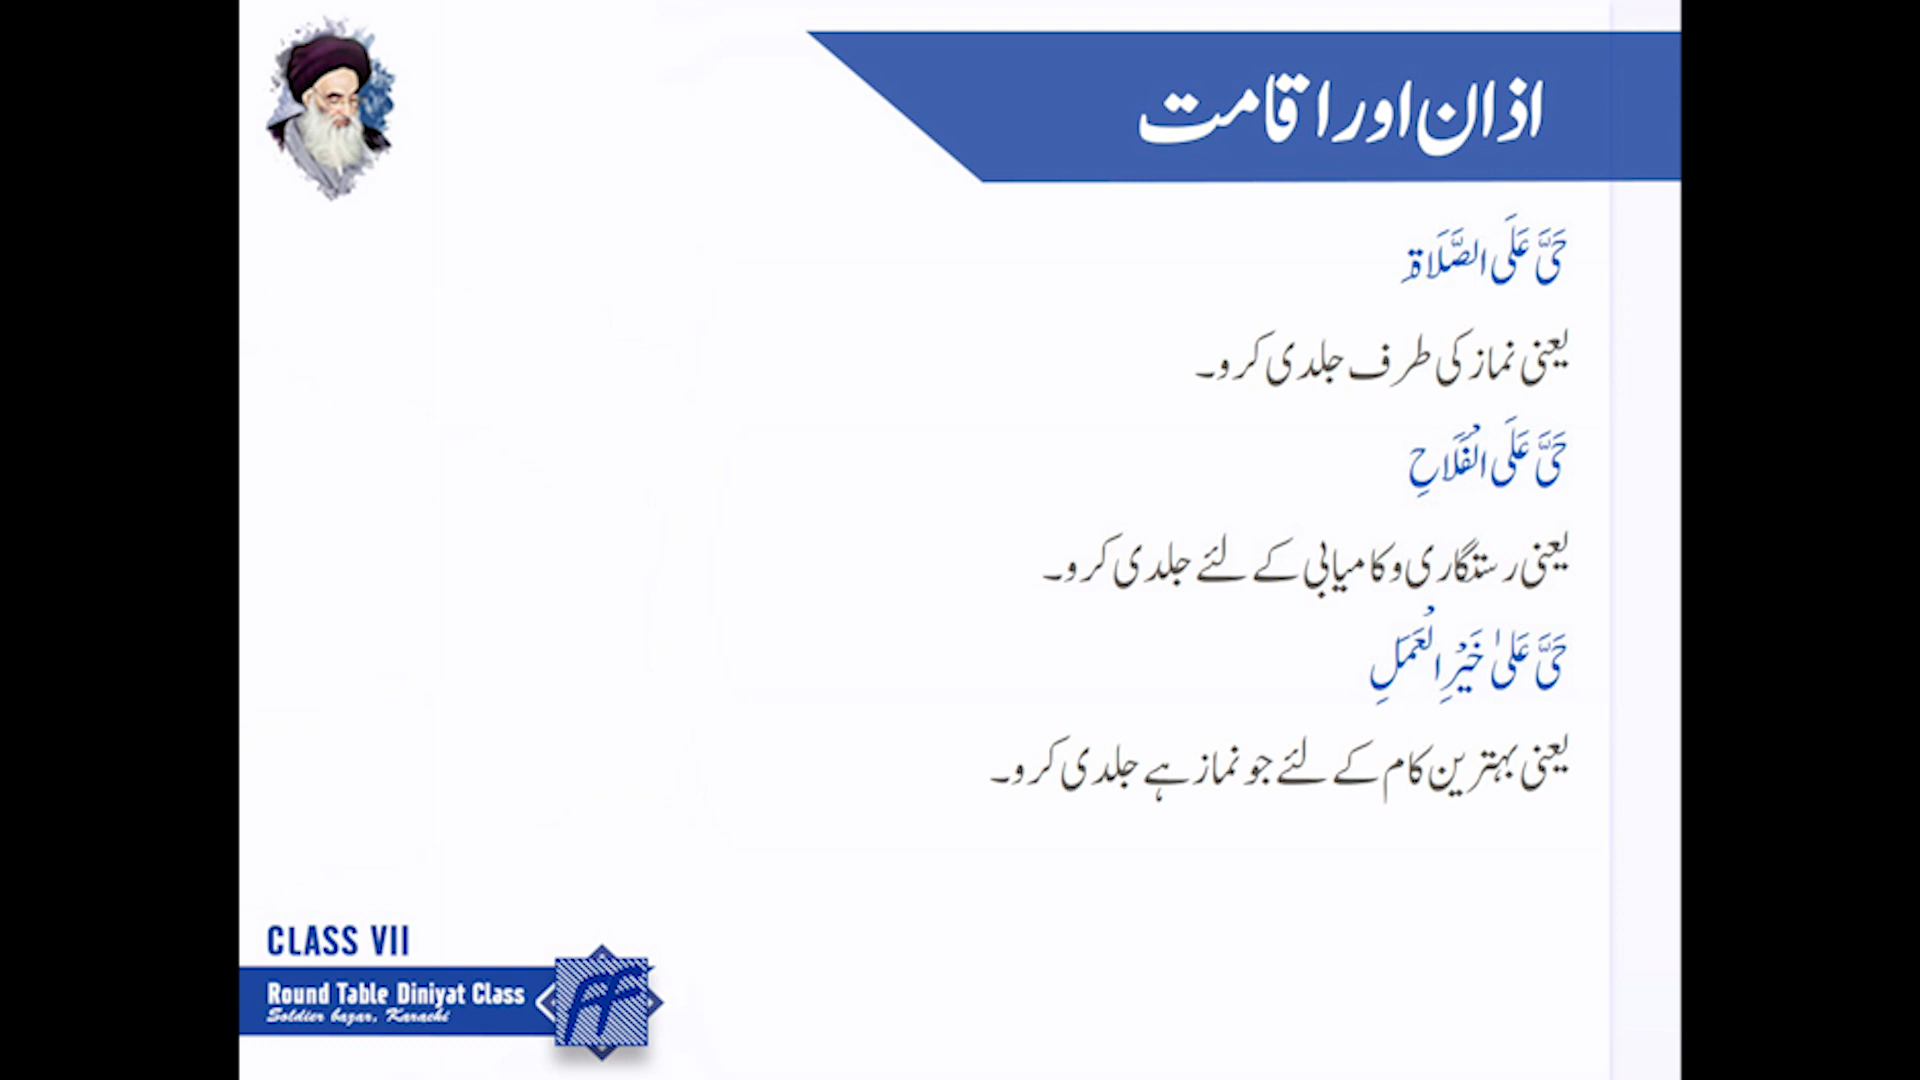 اذان اور اقامت
حَیَّ عَلَی الصَّلَاۃِ
یعنی نماز کی طرف جلدی کرو۔
حَیَّ عَلَی الْفَلَاحِ
یعنی رستگاری و کامیابی کے لئے جلدی کرو۔
حَیَّ عَلیٰ خَیْرِ الْعَمَلِ
یعنی بہترین کام کے لئے جو نماز ہے جلدی کرو۔
CLASS VII
Round Table Diniyat Class
Soldier bazar, Karachi